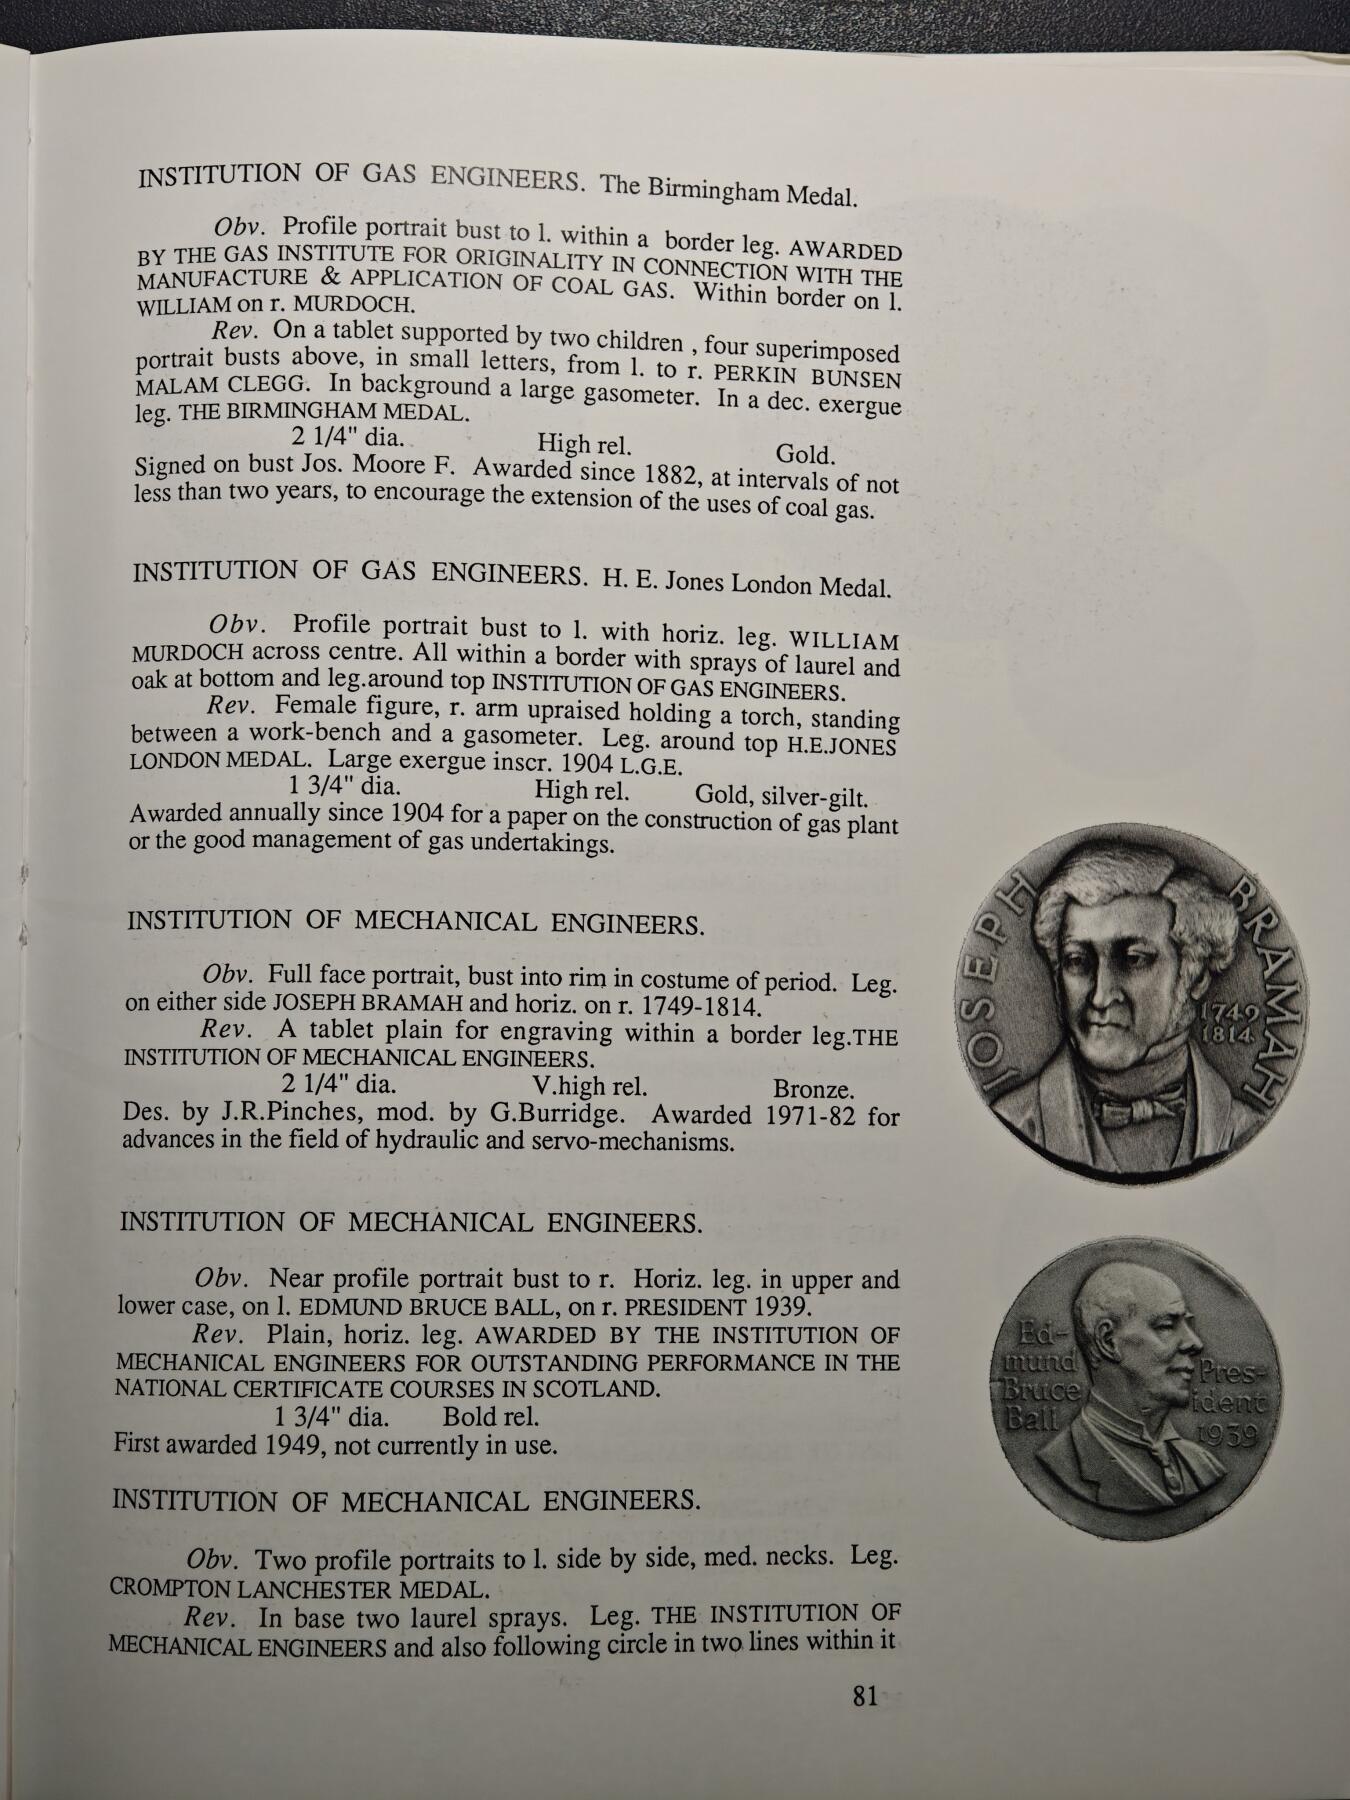 INSTITUTION OF GAS ENGINEERS. The Birmingham Medal.
Obv. Profile portrait bust to l. within a border leg. AWARDED
BY THE GAS INSTITUTE FOR ORIGINALITY IN CONNECTION WITH THE
MANUFACTURE & APPLICATION OF COAL GAS. Within border on l.
WILLIAM on r. MURDOCH.
Rev. On a tablet supported by two children , four superimposed
portrait busts above, in small letters, from l. to r. PERKIN BUNSEN
MALAM CLEGG. In background a large gasometer. In a dec. exergue
leg. THE BIRMINGHAM MEDAL.
2 1/4" dia. High rel. Gold.
Signed on bust Jos. Moore F. Awarded since 1882, at intervals of not
less than two years, to encourage the extension of the uses of coal gas.
INSTITUTION OF GAS ENGINEERS. H. E. Jones London Medal.
Obv. Profile portrait bust to l. with horiz. leg. WILLIAM
MURDOCH across centre. All within a border with sprays of laurel and
oak at bottom and leg.around top INSTITUTION OF GAS ENGINEERS.
Rev. Female figure, r. arm upraised holding a torch, standing
between a work-bench and a gasometer. Leg. around top H.E.JONES
LONDON MEDAL. Large exergue inscr. 1904 L.G.E.
1 3/4" dia. High rel. Gold, silver-gilt.
Awarded annually since 1904 for a paper on the construction of gas plant
or the good management of gas undertakings.
INSTITUTION OF MECHANICAL ENGINEERS.
Obv. Full face portrait, bust into rim in costume of period. Leg.
on either side JOSEPH BRAMAH and horiz. on r. 1749-1814.
Rev. A tablet plain for engraving within a border leg.THE
INSTITUTION OF MECHANICAL ENGINEERS.
2 1/4" dia. V.high rel. Bronze.
Des. by J.R.Pinches, mod. by G.Burridge. Awarded 1971-82 for
advances in the field of hydraulic and servo-mechanisms.
INSTITUTION OF MECHANICAL ENGINEERS.
Obv. Near profile portrait bust to r. Horiz. leg. in upper and
lower case, on l. EDMUND BRUCE BALL, on r. PRESIDENT 1939.
Rev. Plain, horiz. leg. AWARDED BY THE INSTITUTION OF
MECHANICAL ENGINEERS FOR OUTSTANDING PERFORMANCE IN THE
NATIONAL CERTIFICATE COURSES IN SCOTLAND.
1 3/4" dia. Bold rel.
First awarded 1949, not currently in use.
INSTITUTION OF MECHANICAL ENGINEERS.
Obv. Two profile portraits to l. side by side, med. necks. Leg.
CROMPTON LANCHESTER MEDAL.
Rev. In base two laurel sprays. Leg. THE INSTITUTION OF
MECHANICAL ENGINEERS and also following circle in two lines within it
81
JOSEPH BRAMAH
1749
1814
Ed-
mund
Bruce
Ball
Pres-
ident
1939